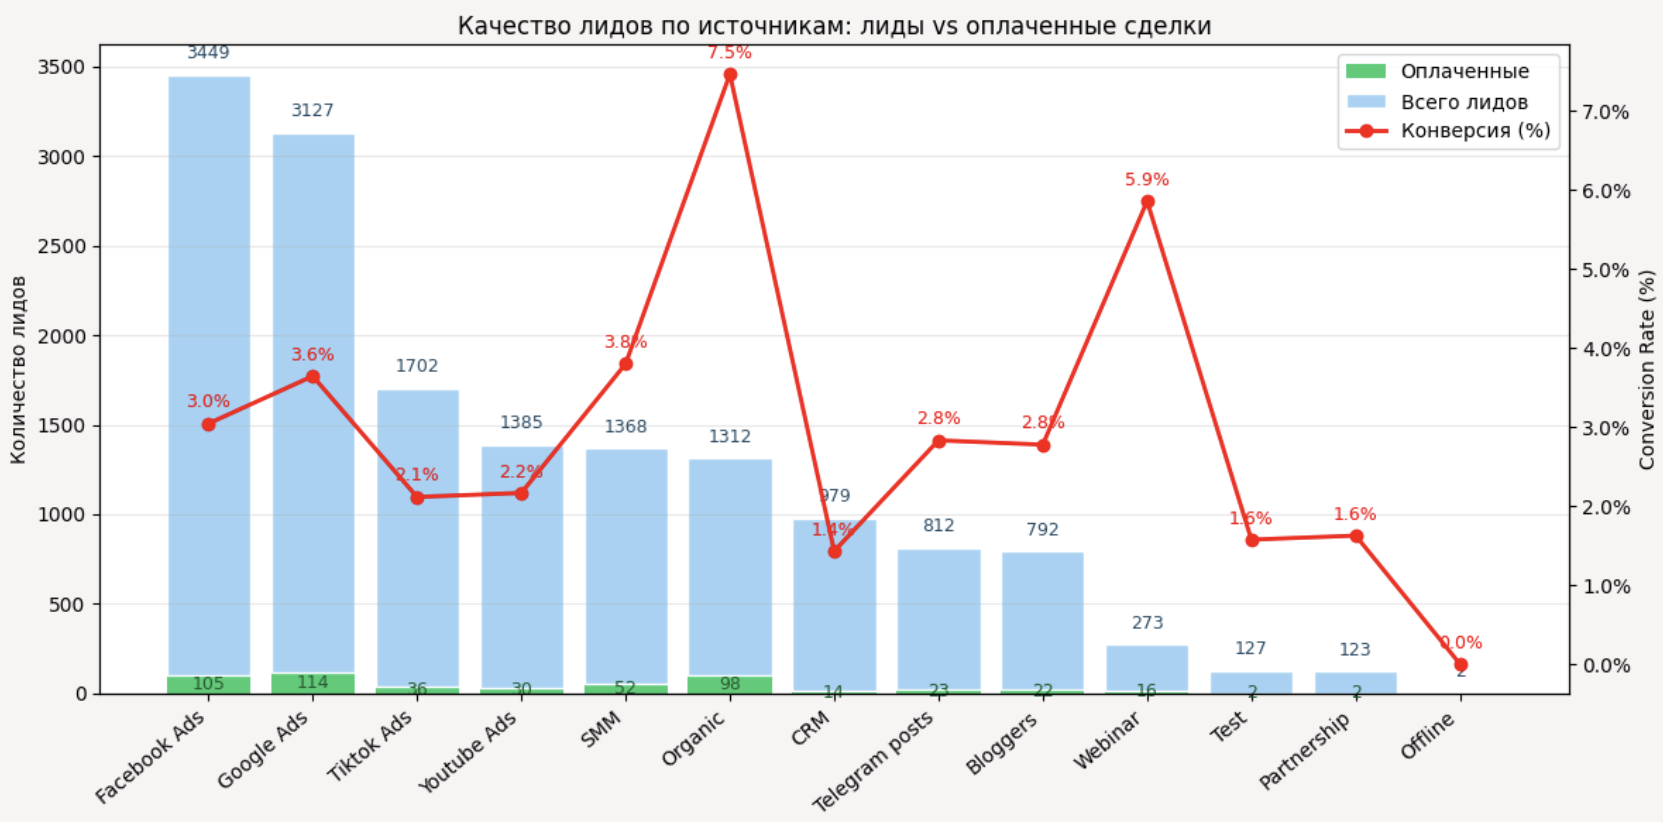 Качество лидов по источникам: лиды vs оплаченные сделки
Оплаченные
Всего лидов
Конверсия (%)
Количество лидов
3500
3000
2500
2000
1500
1000
500
0
3449
3127
1702
1385
1368
1312
979
812
792
273
127
123
2
3.0%
3.6%
2.1%
2.2%
3.8%
7.5%
1.4%
2.8%
2.8%
5.9%
1.6%
1.6%
0.0%
105
114
36
30
52
98
14
23
22
16
2
2
Conversion Rate (%)
7.0%
6.0%
5.0%
4.0%
3.0%
2.0%
1.0%
0.0%
Facebook Ads
Google Ads
Tiktok Ads
Youtube Ads
SMM
Organic
CRM
Telegram posts
Bloggers
Webinar
Test
Partnership
Offline